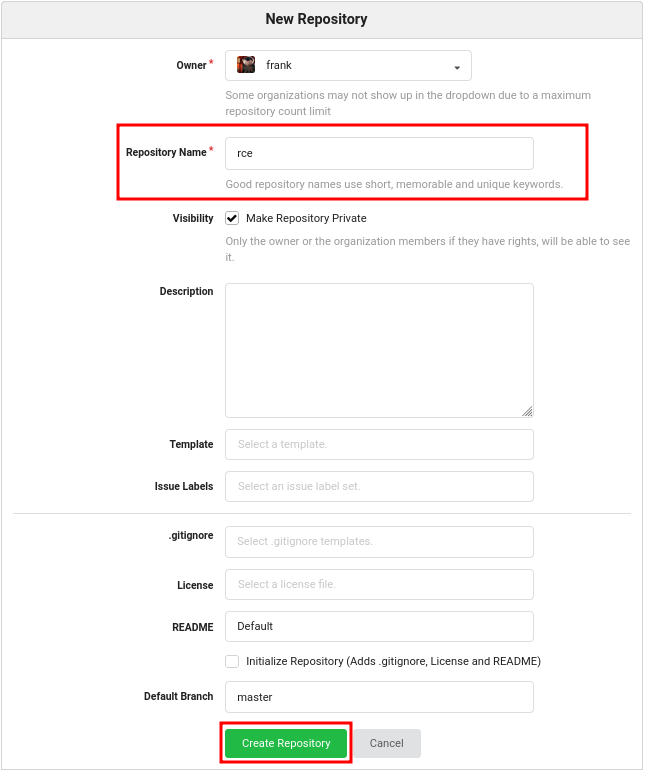 New Repository
Owner *
frank
Some organizations may not show up in the dropdown due to a maximum
repository count limit
Repository Name *
rce
Good repository names use short, memorable and unique keywords.
Visibility
Make Repository Private
Only the owner or the organization members if they have rights, will be able to see
it.
Description
Template
Select a template.
Issue Labels
Select an issue label set.
.gitignore
Select .gitignore templates.
License
Select a license file.
README
Default
Initialize Repository (Adds .gitignore, License and README)
Default Branch
master
Create Repository
Cancel